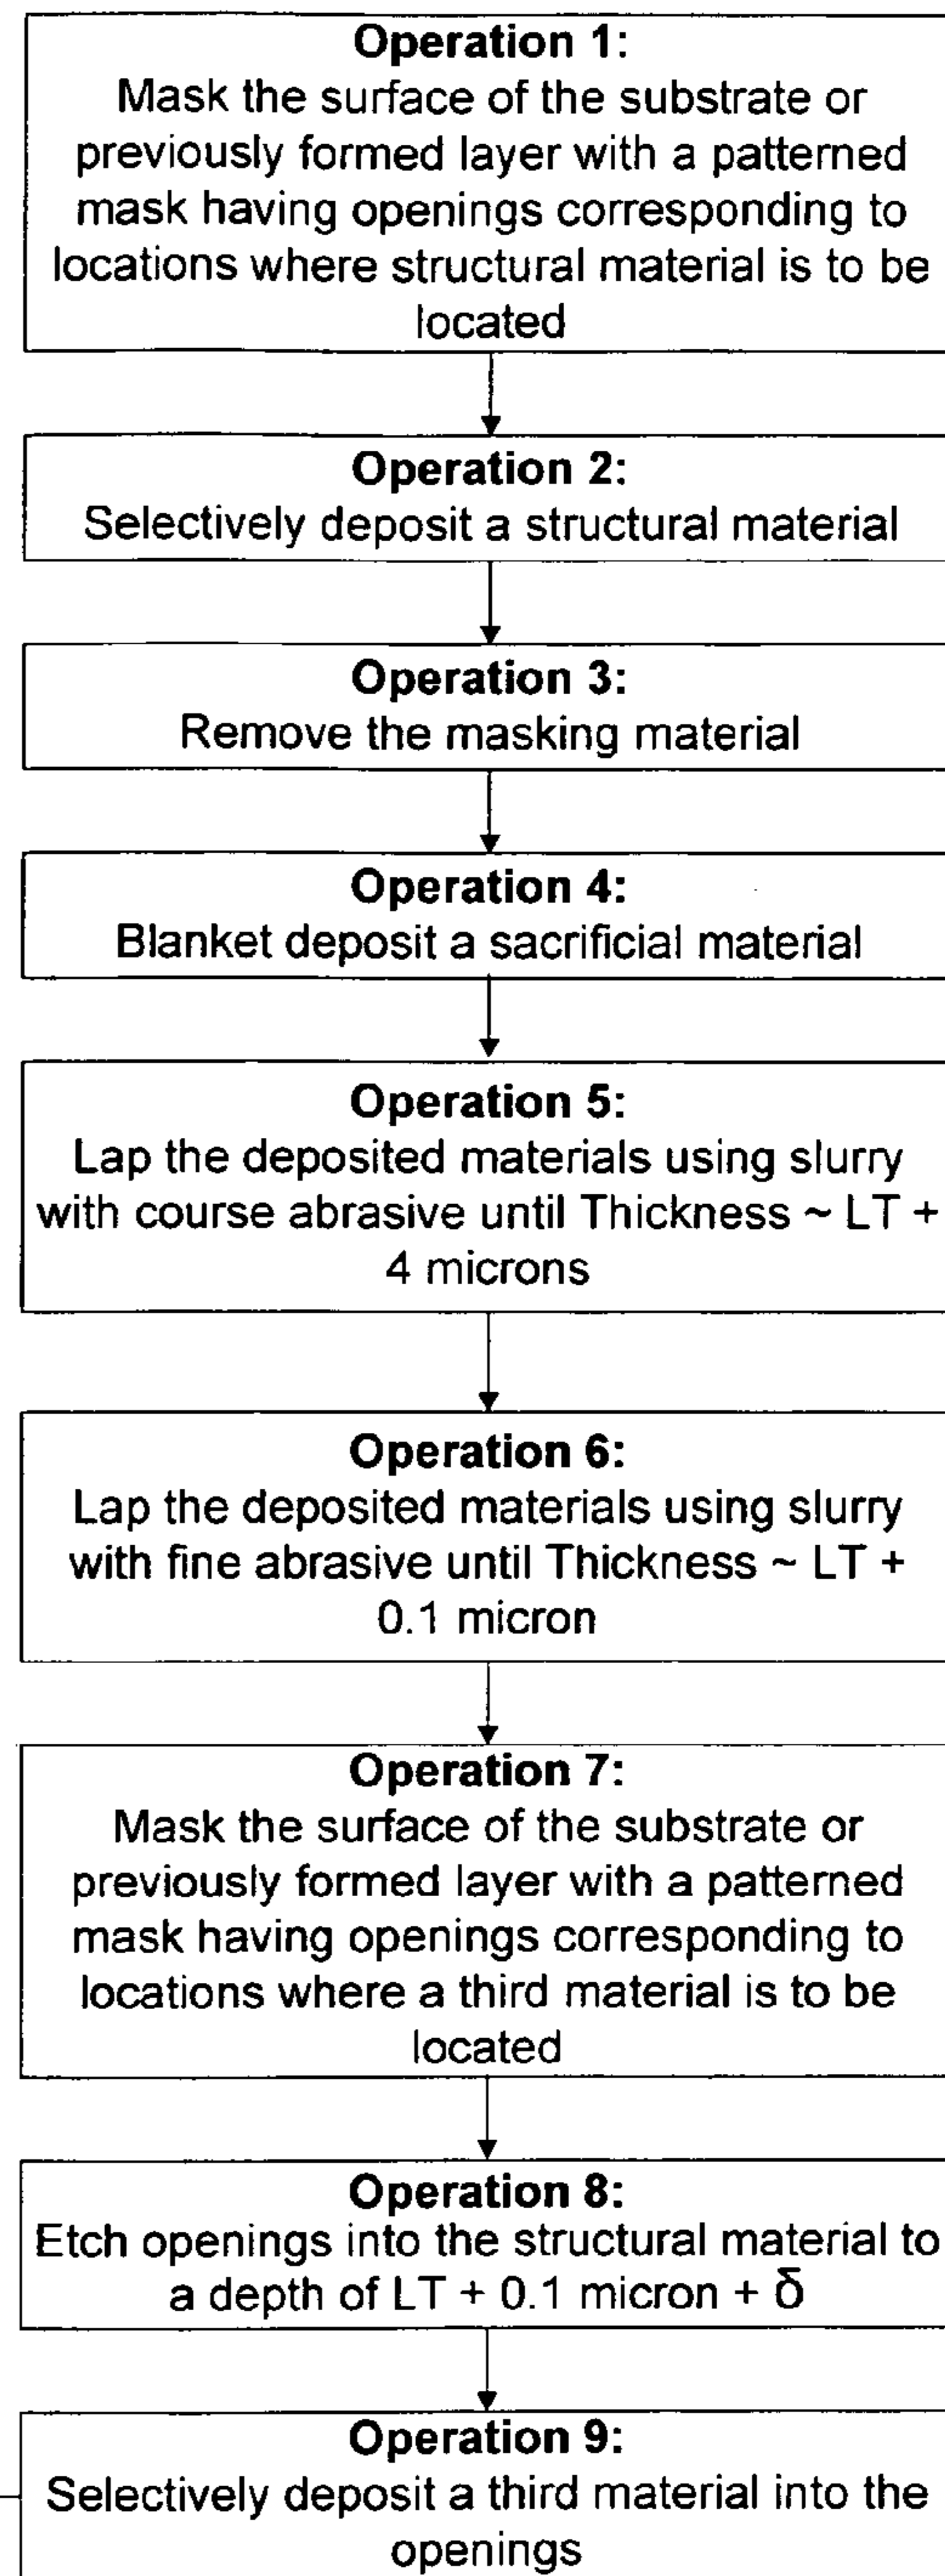 Operation 1:
Mask the surface of the substrate or
previously formed layer with a patterned
mask having openings corresponding to
locations where structural material is to be
located
Operation 2:
Selectively deposit a structural material
Operation 3:
Remove the masking material
Operation 4:
Blanket deposit a sacrificial material
Operation 5:
Lap the deposited materials using slurry
with course abrasive until Thickness ~ LT +
4 microns
Operation 6:
Lap the deposited materials using slurry
with fine abrasive until Thickness ~ LT +
0.1 micron
Operation 7:
Mask the surface of the substrate or
previously formed layer with a patterned
mask having openings corresponding to
locations where a third material is to be
located
Operation 8:
Etch openings into the structural material to
a depth of LT + 0.1 micron + δ
Operation 9:
Selectively deposit a third material into the
openings